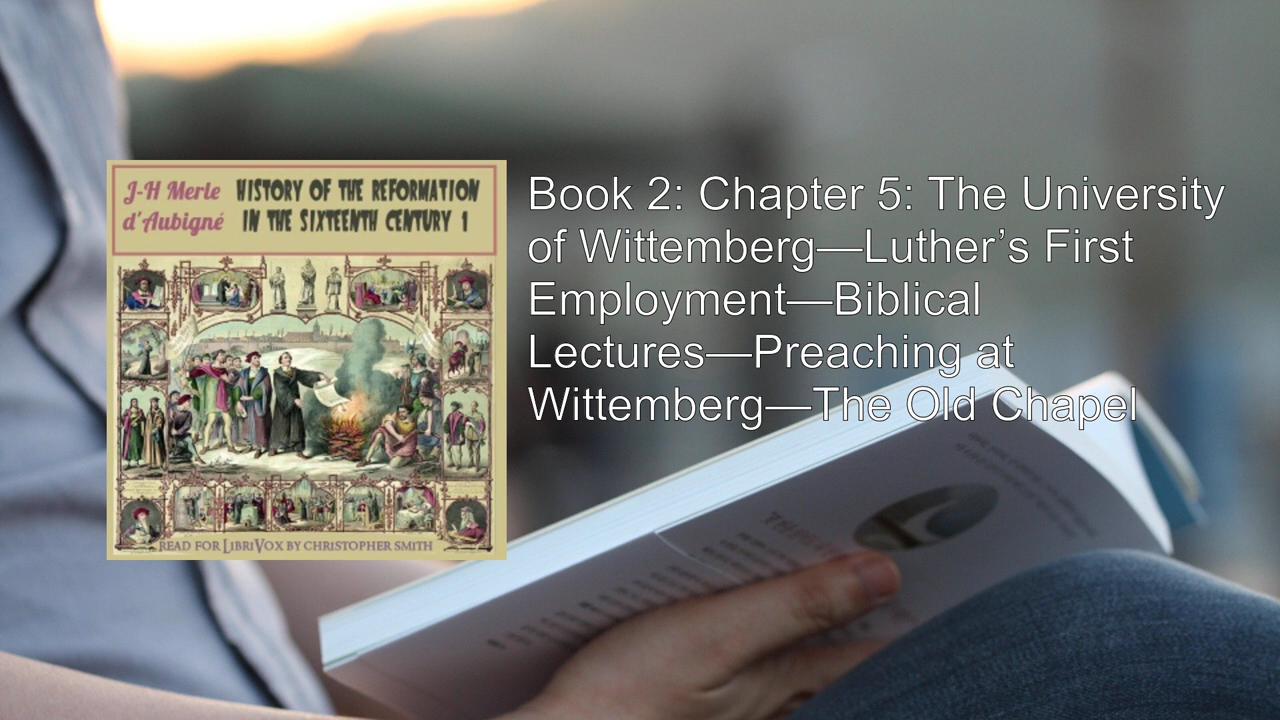 J-H Merle
d'Aubigné
HISTORY OF THE REFORMATION
IN THE SIXTEENTH CENTURY 1
READ FOR LIBRIVOX BY CHRISTOPHER SMITH
Book 2: Chapter 5: The University
of Wittemberg—Luther’s First
Employment—Biblical
Lectures—Preaching at
Wittemberg—The Old Chapel